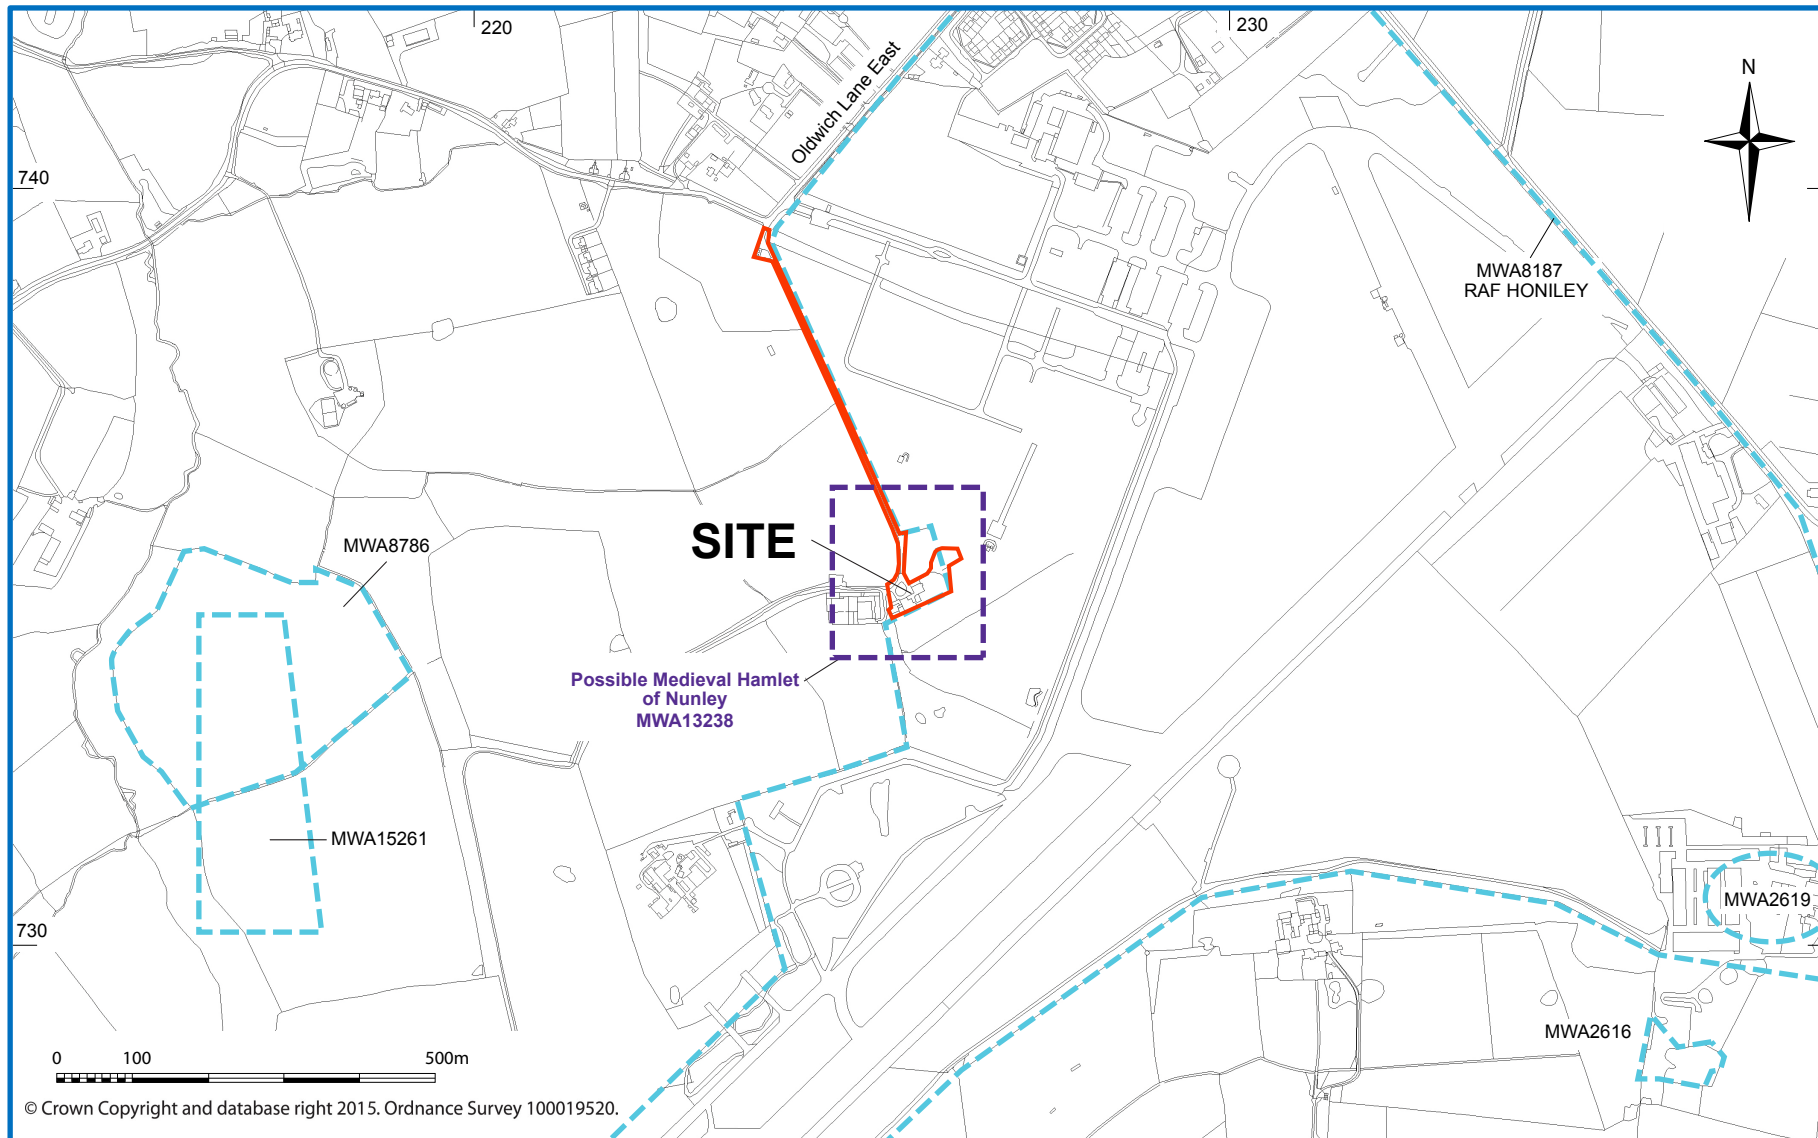 220
230
Oldwich Lane East
N
740
MWA8187
RAF HONILEY
SITE
MWA8786
Possible Medieval Hamlet
of Nunley
MWA13238
MWA15261
MWA2619
730
MWA2616
0 100 500m
© Crown Copyright and database right 2015. Ordnance Survey 100019520.